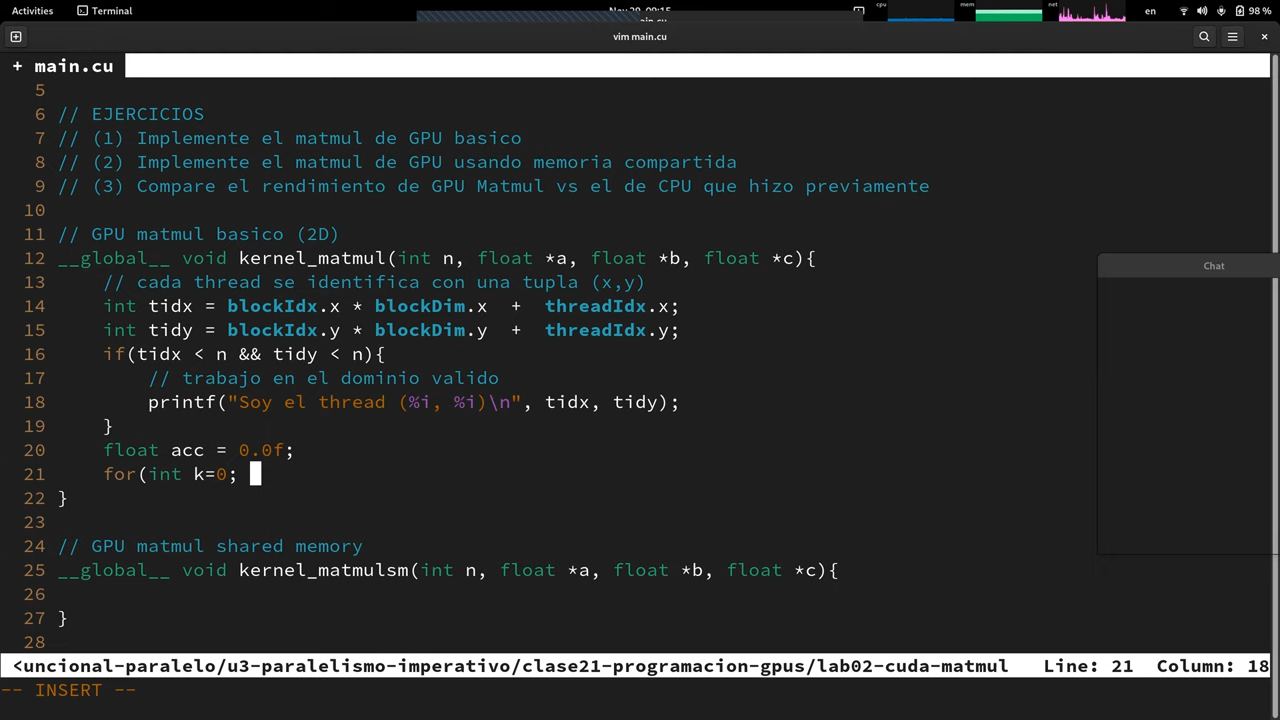 Activities Terminal Nov 29, 09:15 cpu mem net en 98 %
vim main.cu
+ main.cu
5
6 // EJERCICIOS
7 // (1) Implemente el matmul de GPU basico
8 // (2) Implemente el matmul de GPU usando memoria compartida
9 // (3) Compare el rendimiento de GPU Matmul vs el de CPU que hizo previamente
10
11 // GPU matmul basico (2D)
12 __global__ void kernel_matmul(int n, float *a, float *b, float *c){
13 // cada thread se identifica con una tupla (x,y)
14 int tidx = blockIdx.x * blockDim.x + threadIdx.x;
15 int tidy = blockIdx.y * blockDim.y + threadIdx.y;
16 if(tidx < n && tidy < n){
17 // trabajo en el dominio valido
18 printf("Soy el thread (%i, %i)\n", tidx, tidy);
19 }
20 float acc = 0.0f;
21 for(int k=0;
22 }
23
24 // GPU matmul shared memory
25 __global__ void kernel_matmulsm(int n, float *a, float *b, float *c){
26
27 }
28
<uncional-paralelo/u3-paralelismo-imperativo/clase21-programacion-gpus/lab02-cuda-matmul Line: 21 Column: 18
-- INSERT --
Chat